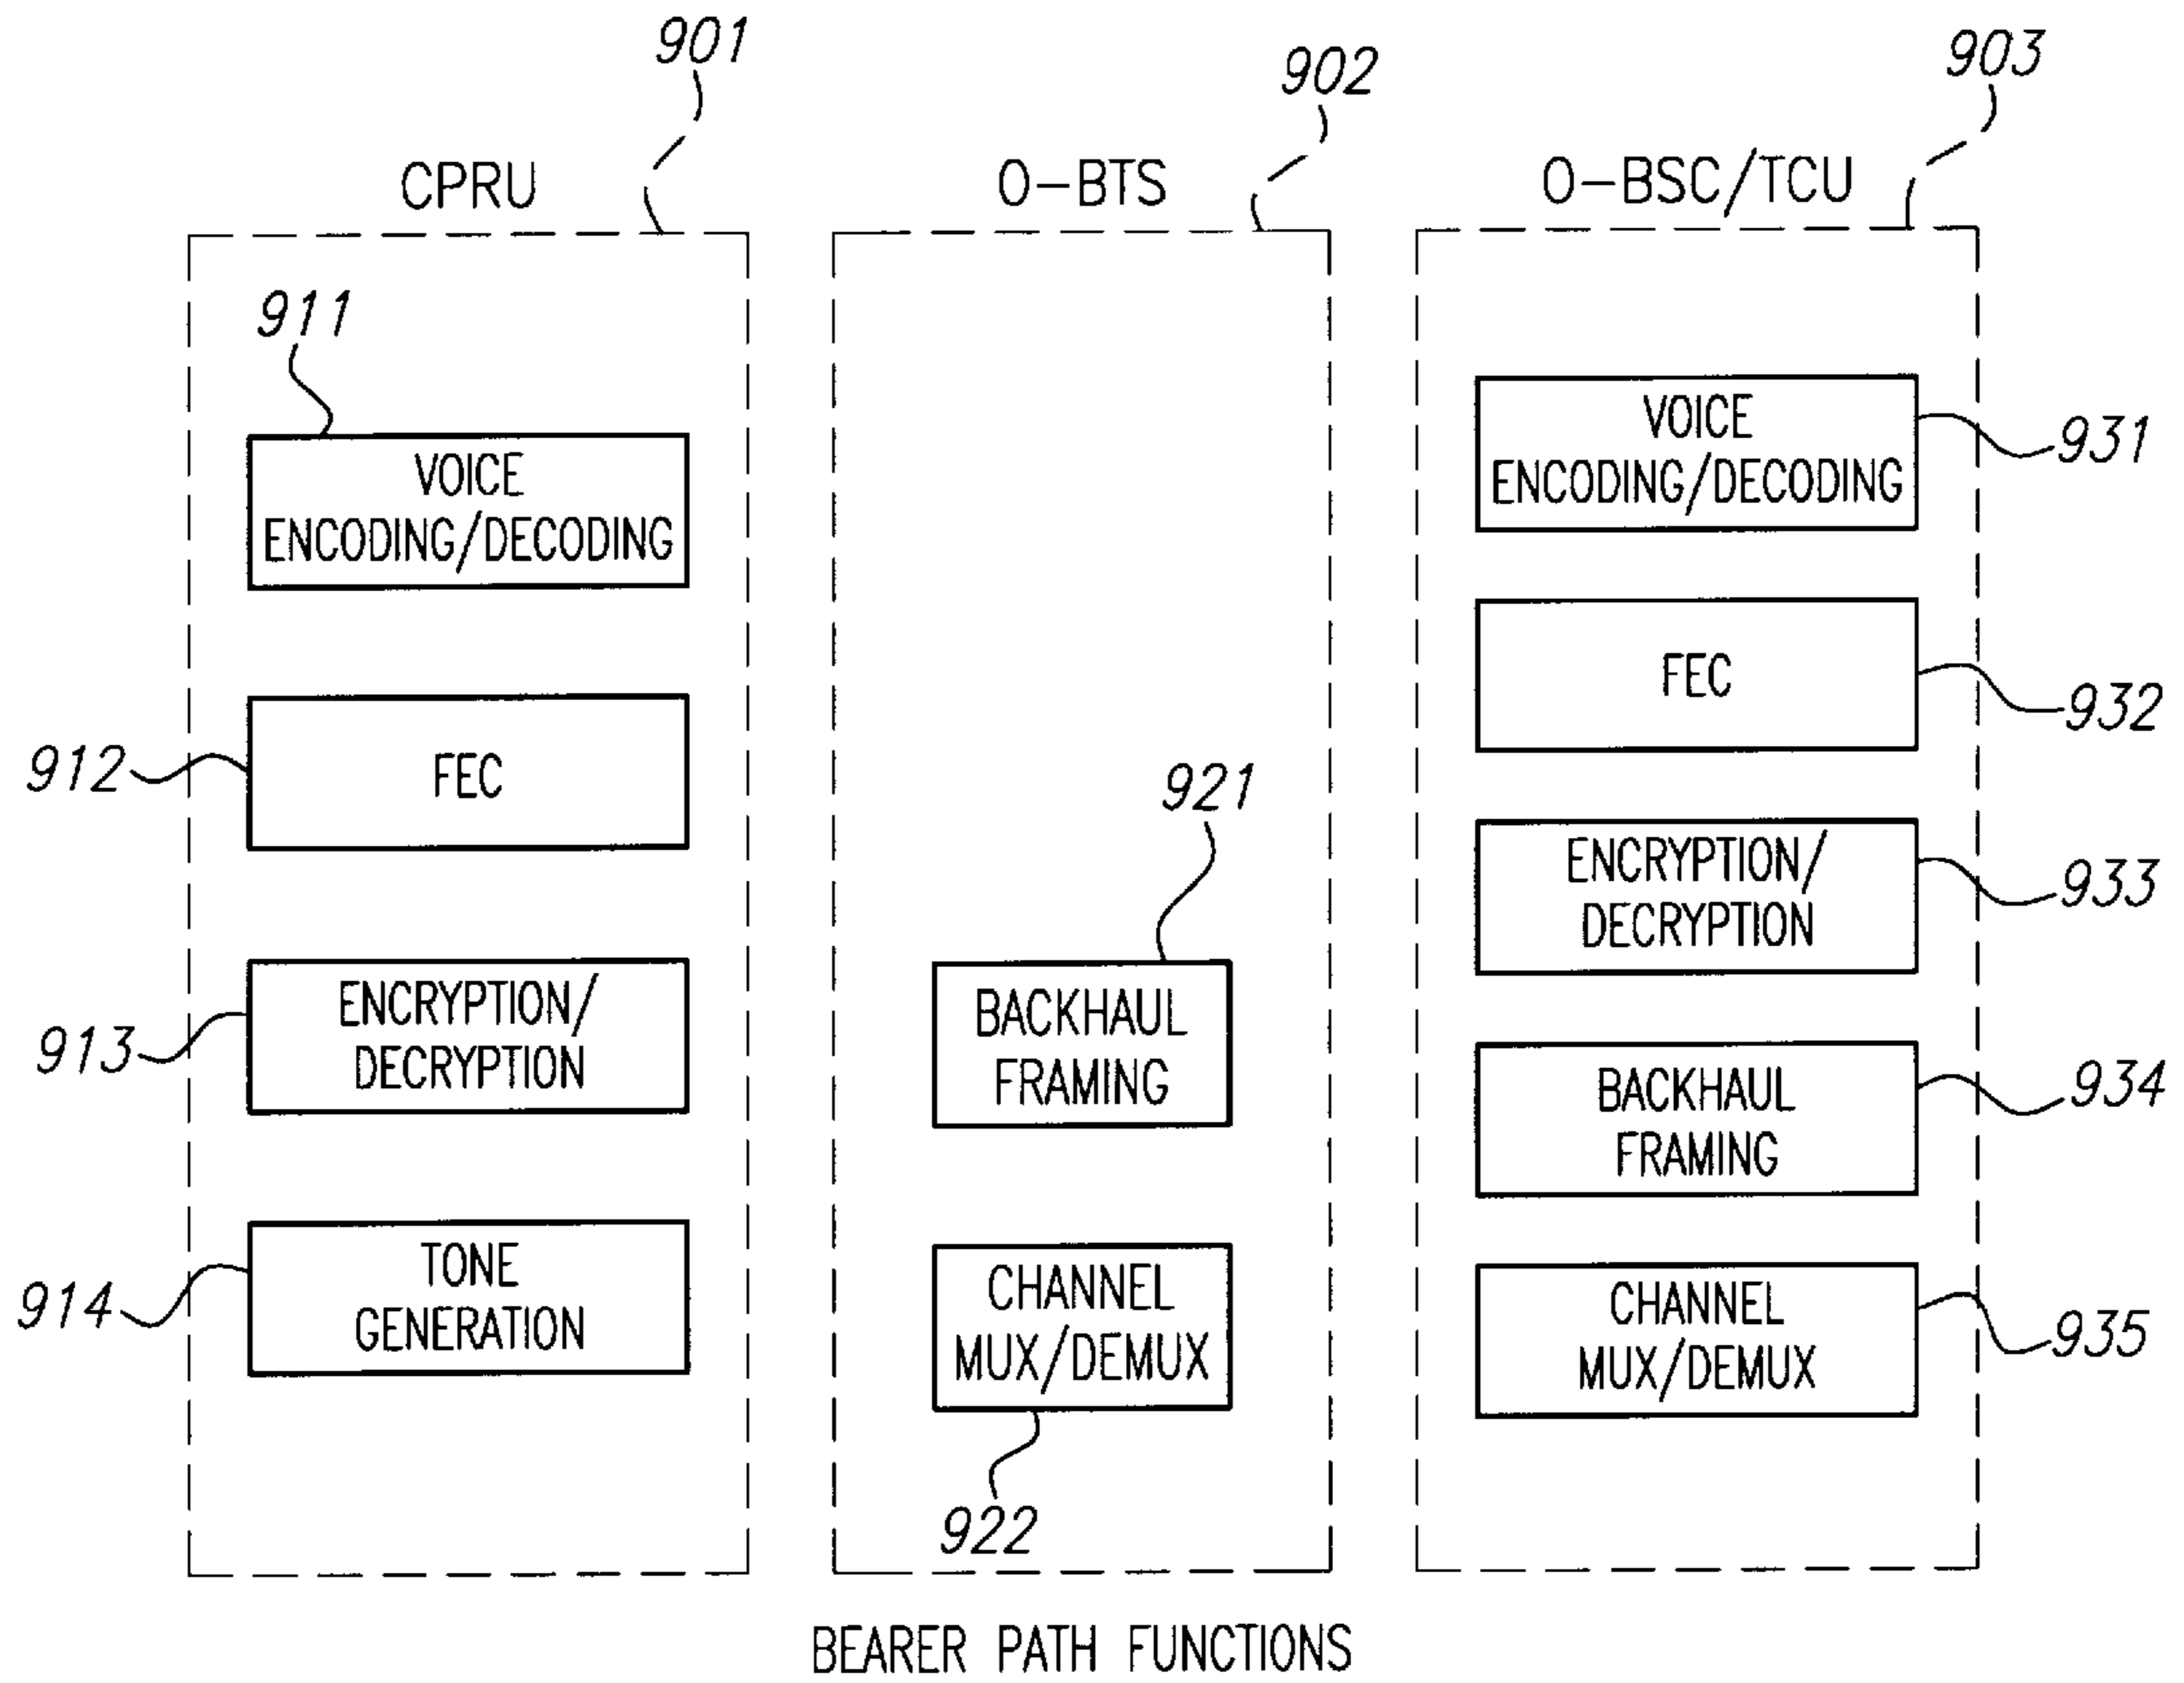 901
902
903
CPRU
O-BTS
O-BSC/TCU
911
VOICE
ENCODING/DECODING
912
FEC
913
ENCRYPTION/
DECRYPTION
914
TONE
GENERATION
921
BACKHAUL
FRAMING
CHANNEL
MUX/DEMUX
922
VOICE
ENCODING/DECODING
931
FEC
932
ENCRYPTION/
DECRYPTION
933
BACKHAUL
FRAMING
934
CHANNEL
MUX/DEMUX
935
BEARER PATH FUNCTIONS